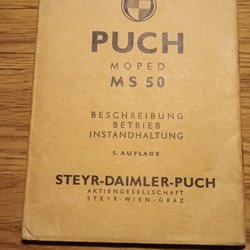 PUCH
MOPED
MS 50
BESCHREIBUNG
BETRIEB
INSTANDHALTUNG
5. AUFLAGE
STEYR-DAIMLER-PUCH
AKTIENGESELLSCHAFT
STEYR-WIEN-GRAZ